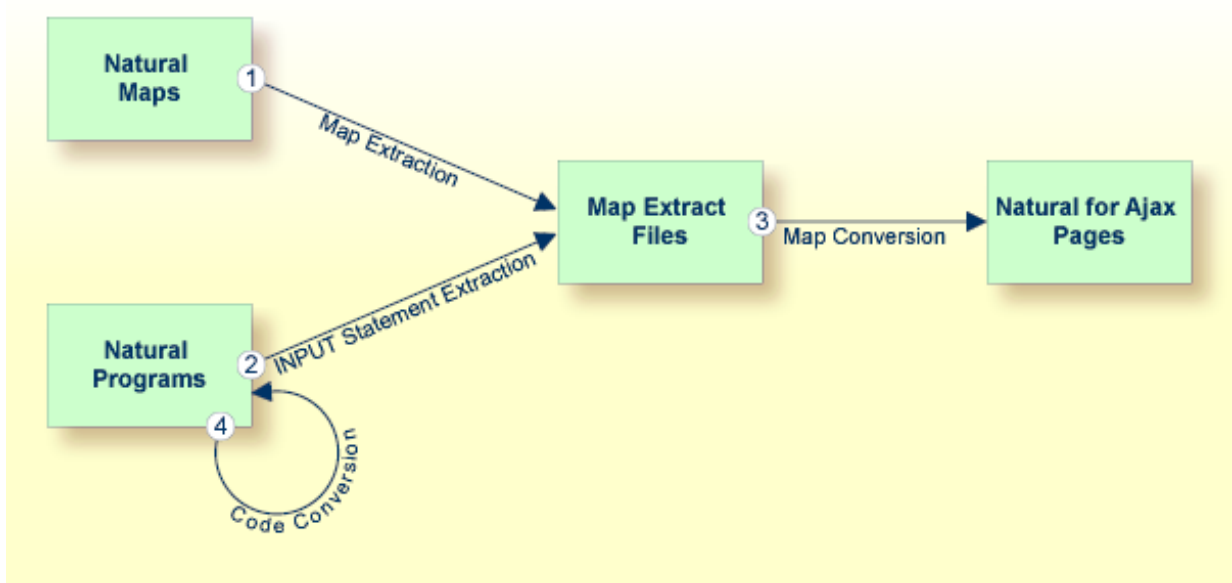 Natural
Maps
1
Map Extraction
Map Extract
Files
3
Map Conversion
Natural for Ajax
Pages
Natural
Programs
2
INPUT Statement Extraction
4
Code Conversion